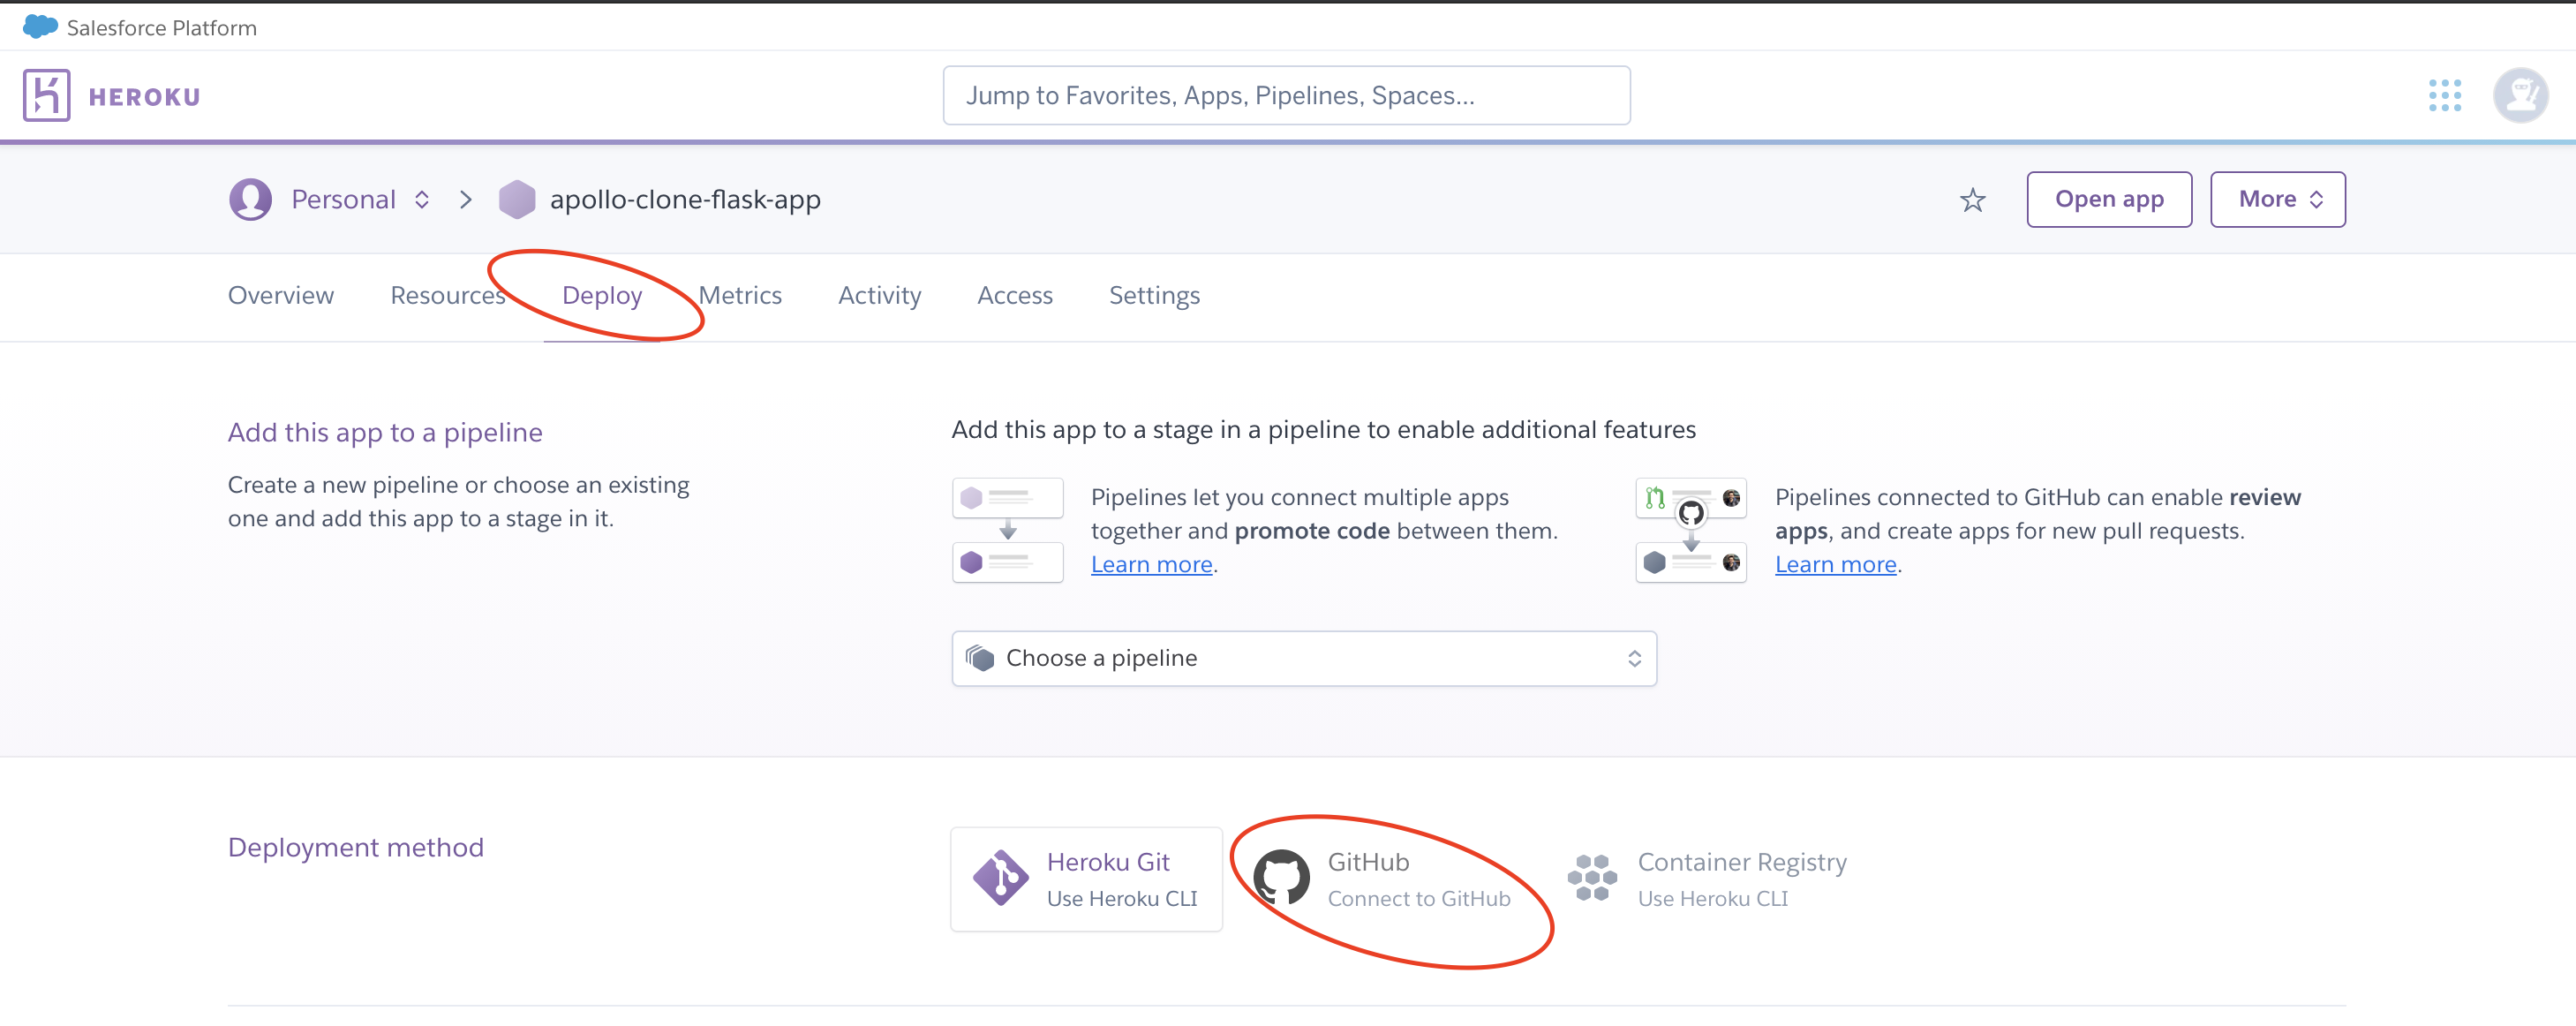 Salesforce Platform
HEROKU
Jump to Favorites, Apps, Pipelines, Spaces...
Personal
apollo-clone-flask-app
Open app
More
Overview
Resources
Deploy
Metrics
Activity
Access
Settings
Add this app to a pipeline
Create a new pipeline or choose an existing
one and add this app to a stage in it.
Add this app to a stage in a pipeline to enable additional features
Pipelines let you connect multiple apps
together and promote code between them.
Learn more.
Pipelines connected to GitHub can enable review
apps, and create apps for new pull requests.
Learn more.
Choose a pipeline
Deployment method
Heroku Git
Use Heroku CLI
GitHub
Connect to GitHub
Container Registry
Use Heroku CLI